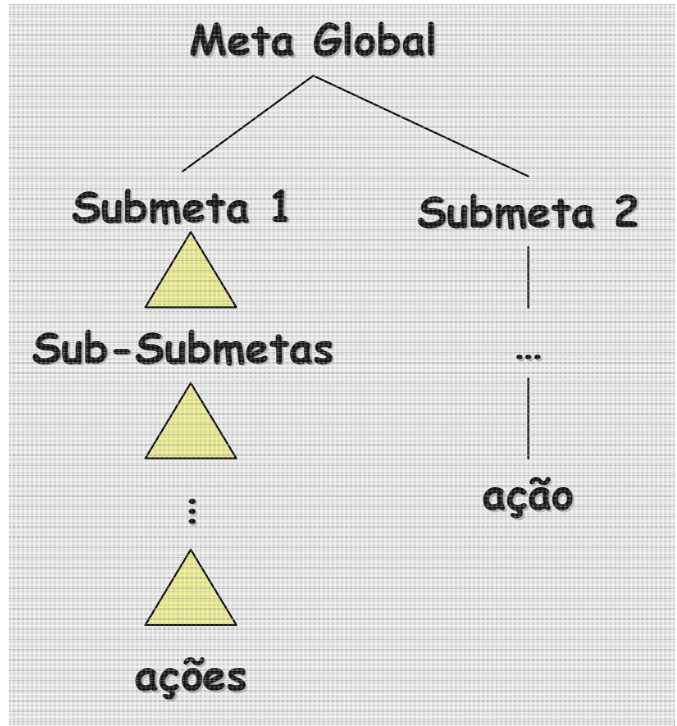 Meta Global
Submeta 1
Submeta 2
Sub-Submetas
...
ação
...
ações